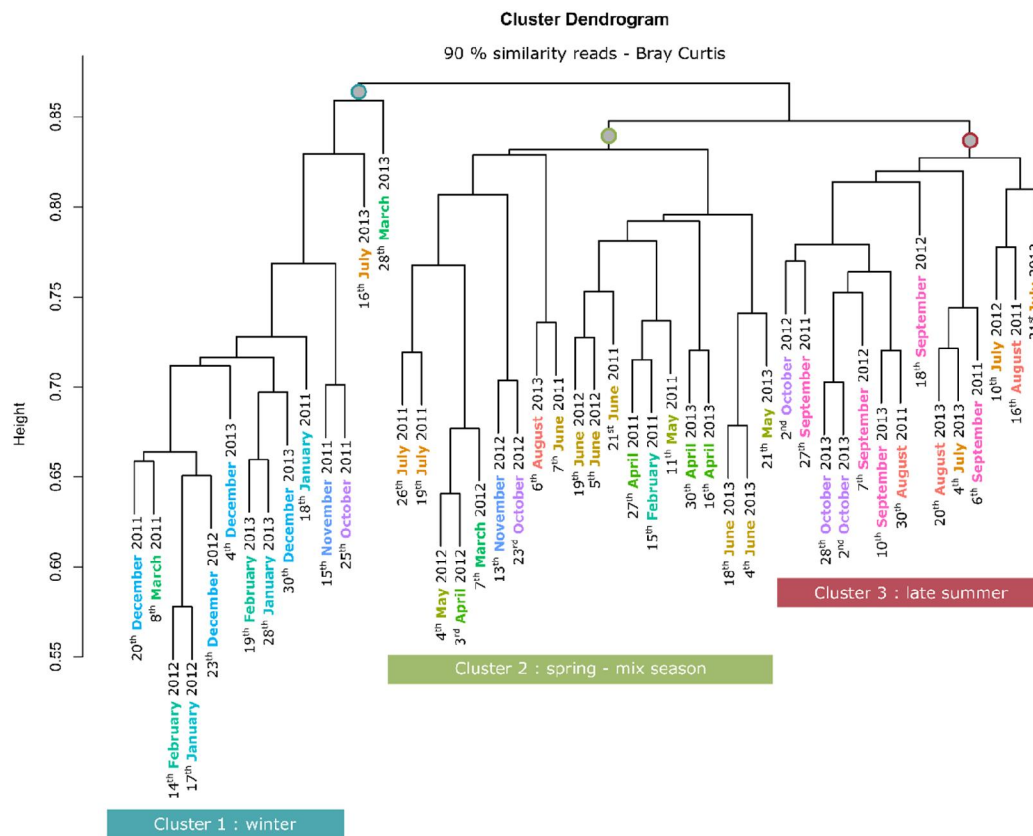 Cluster Dendrogram
90 % similarity reads - Bray Curtis
Height
0.85
0.80
0.75
0.70
0.65
0.60
0.55
20th December 2011
8th March 2011
14th February 2012
17th January 2012
23th December 2012
4th December 2013
19th February 2013
28th January 2013
30th December 2013
18th January 2011
15th November 2011
25th October 2011
16th July 2013
28th March 2013
26th July 2011
19th July 2011
4th May 2012
3rd April 2012
7th March 2012
13th November 2012
23rd October 2012
6th August 2013
7th June 2011
19th June 2012
5th June 2012
21st June 2011
27th April 2011
15th February 2011
11th May 2011
30th April 2013
16th April 2013
18th June 2013
4th June 2013
21th May 2013
2nd October 2012
27th September 2011
28th October 2013
2nd October 2013
7th September 2012
10th September 2013
30th August 2011
18th September 2012
20th August 2013
4th July 2013
6th September 2011
10th July 2012
16th August 2011
July 2012
Cluster 1 : winter
Cluster 2 : spring - mix season
Cluster 3 : late summer